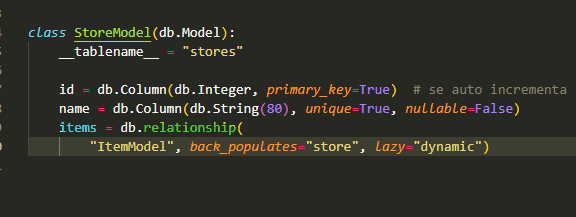 class StoreModel(db.Model):
__tablename__ = "stores"
id = db.Column(db.Integer, primary_key=True)  # se auto incrementa
name = db.Column(db.String(80), unique=True, nullable=False)
items = db.relationship(
"ItemModel", back_populates="store", lazy="dynamic")